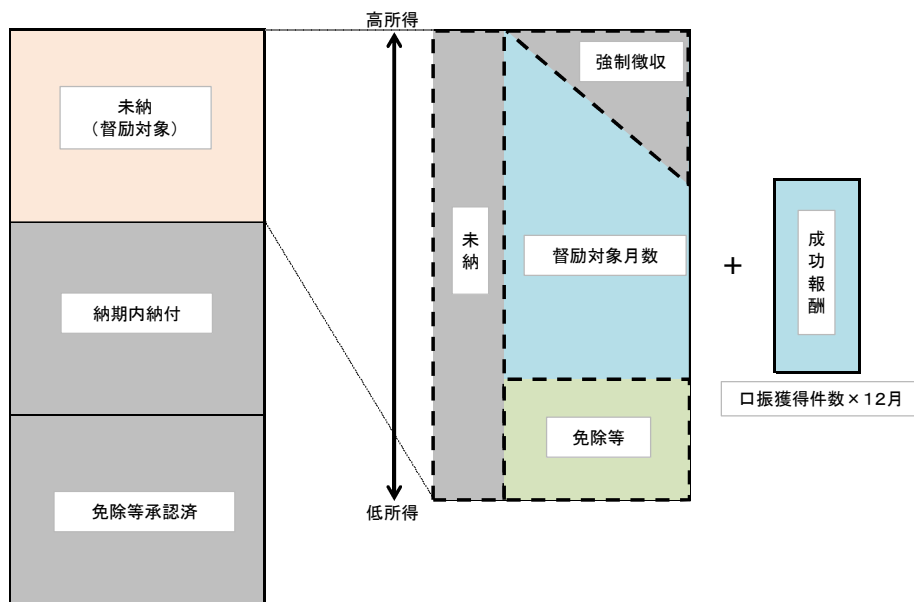 高所得
未納
（督励対象）
納期内納付
免除等承認済
強制徴収
未
納
督励対象月数
免除等
低所得
＋
成
功
報
酬
口振獲得件数×１２月